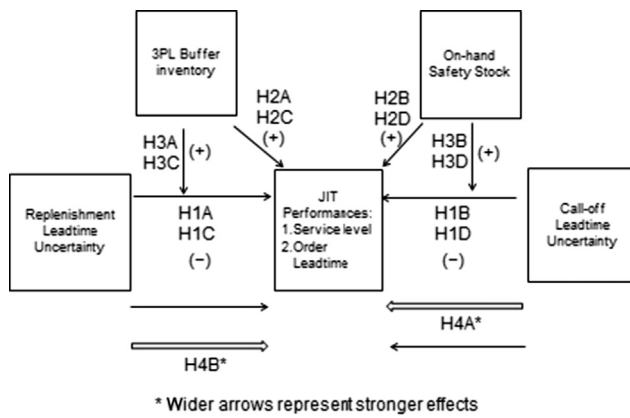 3PL Buffer
inventory
On-hand
Safety Stock
H2A
H2C
(+)
H2B
H2D
(+)
H3A
H3C
(+)
H3B
H3D
(+)
Replenishment
Leadtime
Uncertainty
H1A
H1C
(−)
JIT
Performances:
1.Service level
2.Order
Leadtime
H1B
H1D
(−)
Call-off
Leadtime
Uncertainty
H4A*
H4B*
* Wider arrows represent stronger effects